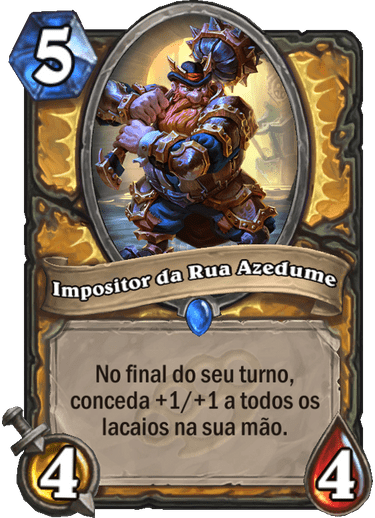 5
Impositor da Rua Azedume
No final do seu turno,
conceda +1/+1 a todos os
lacaios na sua mão.
4
4